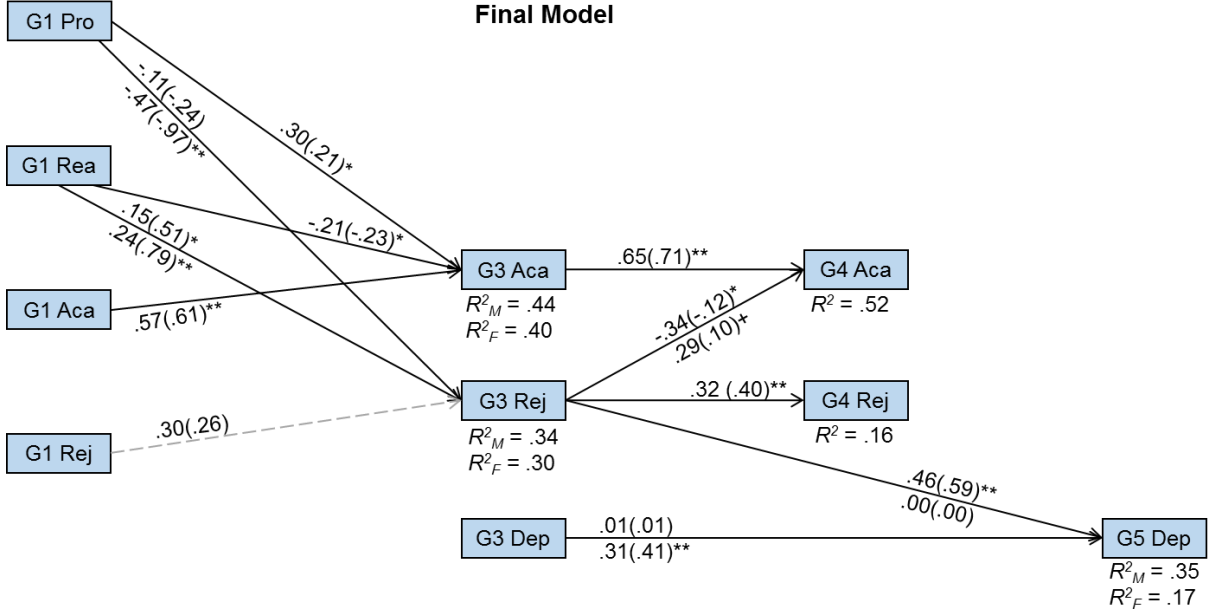 Final Model
G1 Pro
-.11(-.24)
-.47(-.97)**
.30(.21)*
G1 Rea
.15(.51)*
.24(.79)**
-.21(-.23)*
G1 Aca
.57(.61)**
G3 Aca
R²M = .44
R²F = .40
.65(.71)**
G4 Aca
R² = .52
-.34(-.12)*
.29(.10)+
G1 Rej
.30(.26)
G3 Rej
R²M = .34
R²F = .30
.32 (.40)**
G4 Rej
R² = .16
.46(.59)**
.00(.00)
G3 Dep
.01(.01)
.31(.41)**
G5 Dep
R²M = .35
R²F = .17